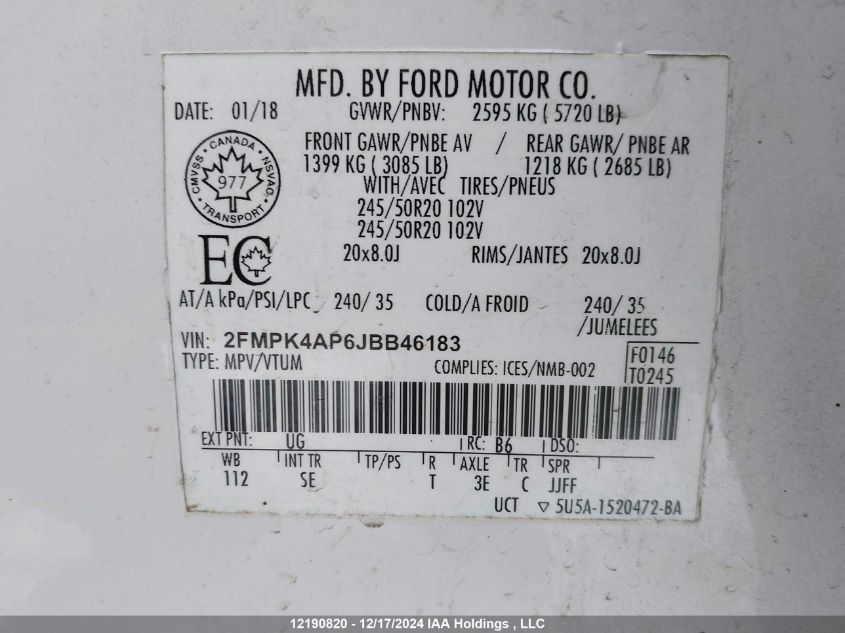 MFD. BY FORD MOTOR CO.
DATE: 01/18 GVWR/PNBV: 2595 KG ( 5720 LB)
FRONT GAWR/PNBE AV / REAR GAWR/ PNBE AR
1399 KG ( 3085 LB) 1218 KG ( 2685 LB)
WITH/AVEC TIRES/PNEUS
245/50R20 102V
245/50R20 102V
20x8.0J RIMS/JANTES 20x8.0J
CANADA
CMVSS NSVAC
977
TRANSPORT
EC
AT/A kPa/PSI/LPC 240/ 35 COLD/A FROID 240/ 35
/JUMELEES
VIN: 2FMPK4AP6JBB46183
TYPE: MPV/VTUM COMPLIES: ICES/NMB-002
F0146
T0245
EXT PNT: UG RC: B6 DSO:
WB INT TR TP/PS R AXLE TR SPR
112 SE T 3E C JJFF
UCT ▽ 5U5A-1520472-BA
12190820 - 12/17/2024 IAA Holdings , LLC